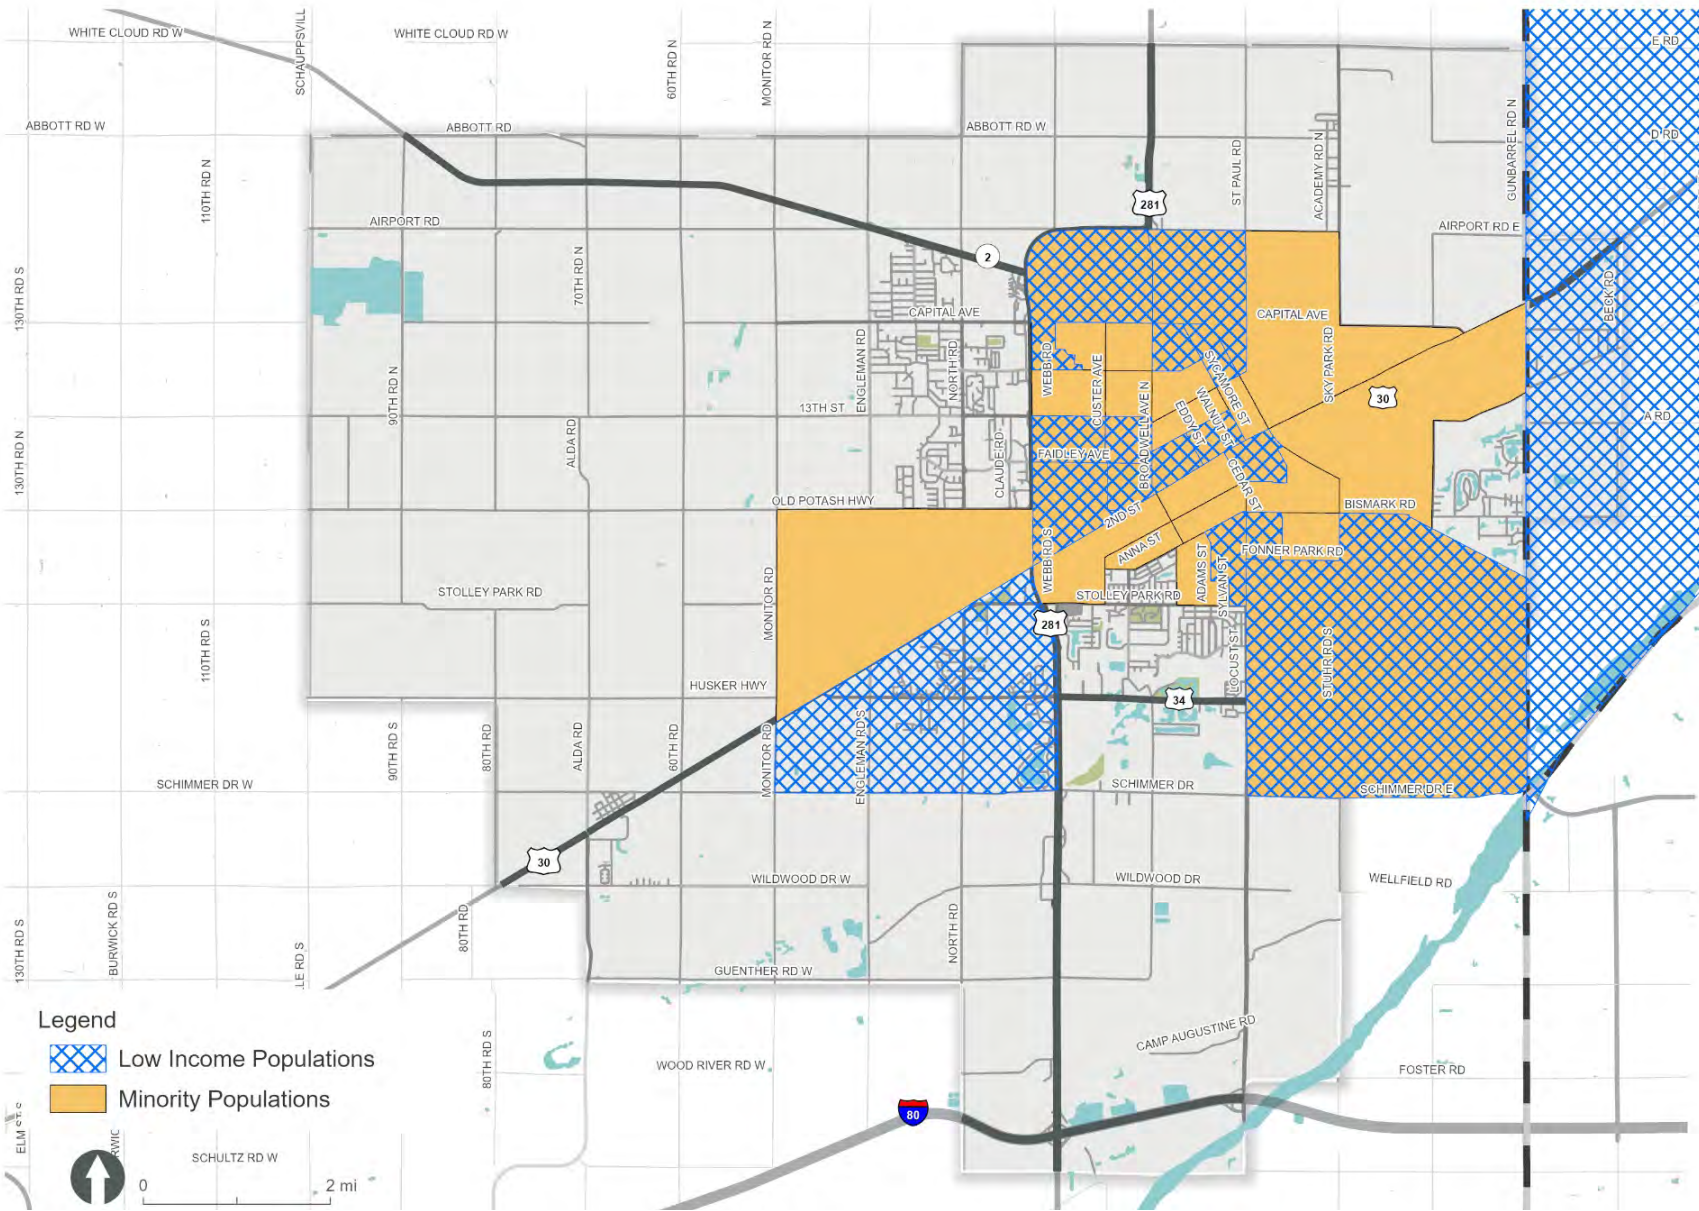 WHITE CLOUD RD W
WHITE CLOUD RD W
SCHAUPPSVILL
60TH RD N
MONITOR RD N
E RD
ABBOTT RD W
ABBOTT RD
ABBOTT RD W
D RD
110TH RD N
ST PAUL RD
ACADEMY RD N
GUNBARREL RD N
281
AIRPORT RD
AIRPORT RD E
2
130TH RD S
70TH RD N
BECK RD
CAPITAL AVE
CAPITAL AVE
ENGLEMAN RD
NORTH RD
WEBB RD
CUSTER AVE
BROADWELL AVE N
SYCAMORE ST
WALNUT ST
EDDY ST
SKY PARK RD
30
90TH RD N
13TH ST
A RD
130TH RD N
ALDA RD
CLAUDE RD
FAIDLEY AVE
CEDAR ST
OLD POTASH HWY
BISMARK RD
2ND ST
ANNA ST
FONNER PARK RD
WEBB RD S
ADAMS ST
SYLVAN ST
STOLLEY PARK RD
STOLLEY PARK RD
MONITOR RD
281
110TH RD S
LOCUST ST
STUHR RD S
HUSKER HWY
34
90TH RD S
80TH RD
ALDA RD
60TH RD
MONITOR RD
ENGLEMAN RD S
SCHIMMER DR W
SCHIMMER DR
SCHIMMER DR E
30
WILDWOOD DR W
WILDWOOD DR
WELLFIELD RD
130TH RD S
BURWICK RD S
LE RD S
80TH RD
NORTH RD
GUENTHER RD W
Legend
Low Income Populations
Minority Populations
80TH RD S
WOOD RIVER RD W
CAMP AUGUSTINE RD
FOSTER RD
80
SCHULTZ RD W
0
2 mi